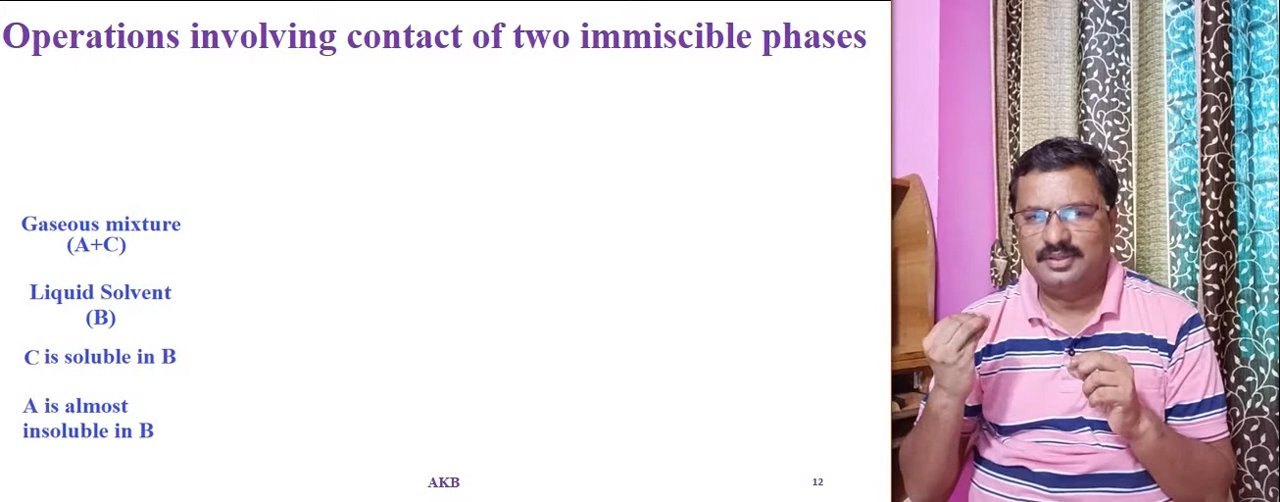 Operations involving contact of two immiscible phases
Gaseous mixture
(A+C)
Liquid Solvent
(B)
C is soluble in B
A is almost
insoluble in B
AKB
12